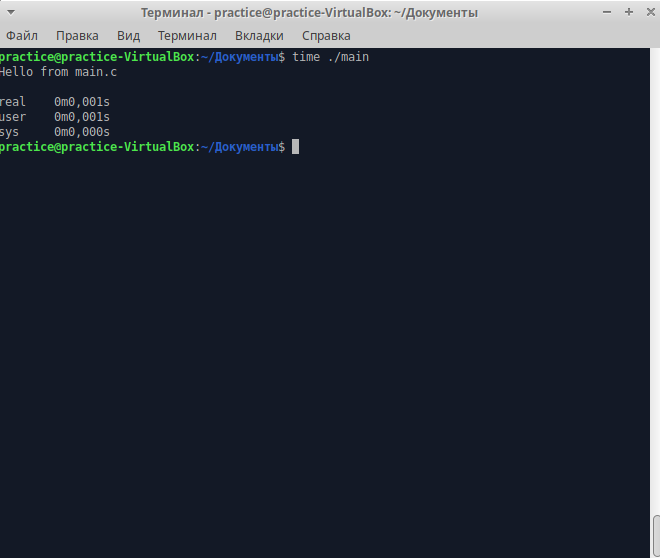 Терминал - practice@practice-VirtualBox: ~/Документы
Файл Правка Вид Терминал Вкладки Справка
practice@practice-VirtualBox:~/Документы$ time ./main
Hello from main.c
real 0m0,001s
user 0m0,001s
sys 0m0,000s
practice@practice-VirtualBox:~/Документы$